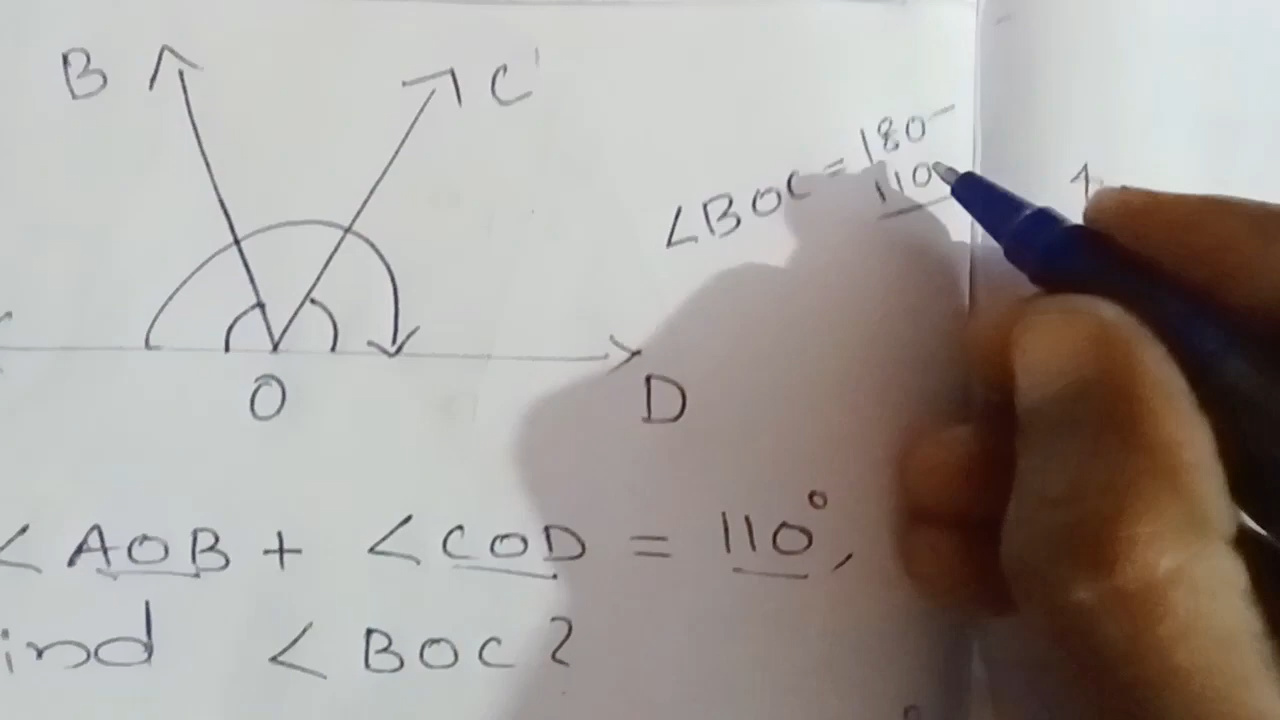 B
C
∠BOC = 180 -
110
O
D
∠AOB + ∠COD = 110°,
ind ∠BOC?